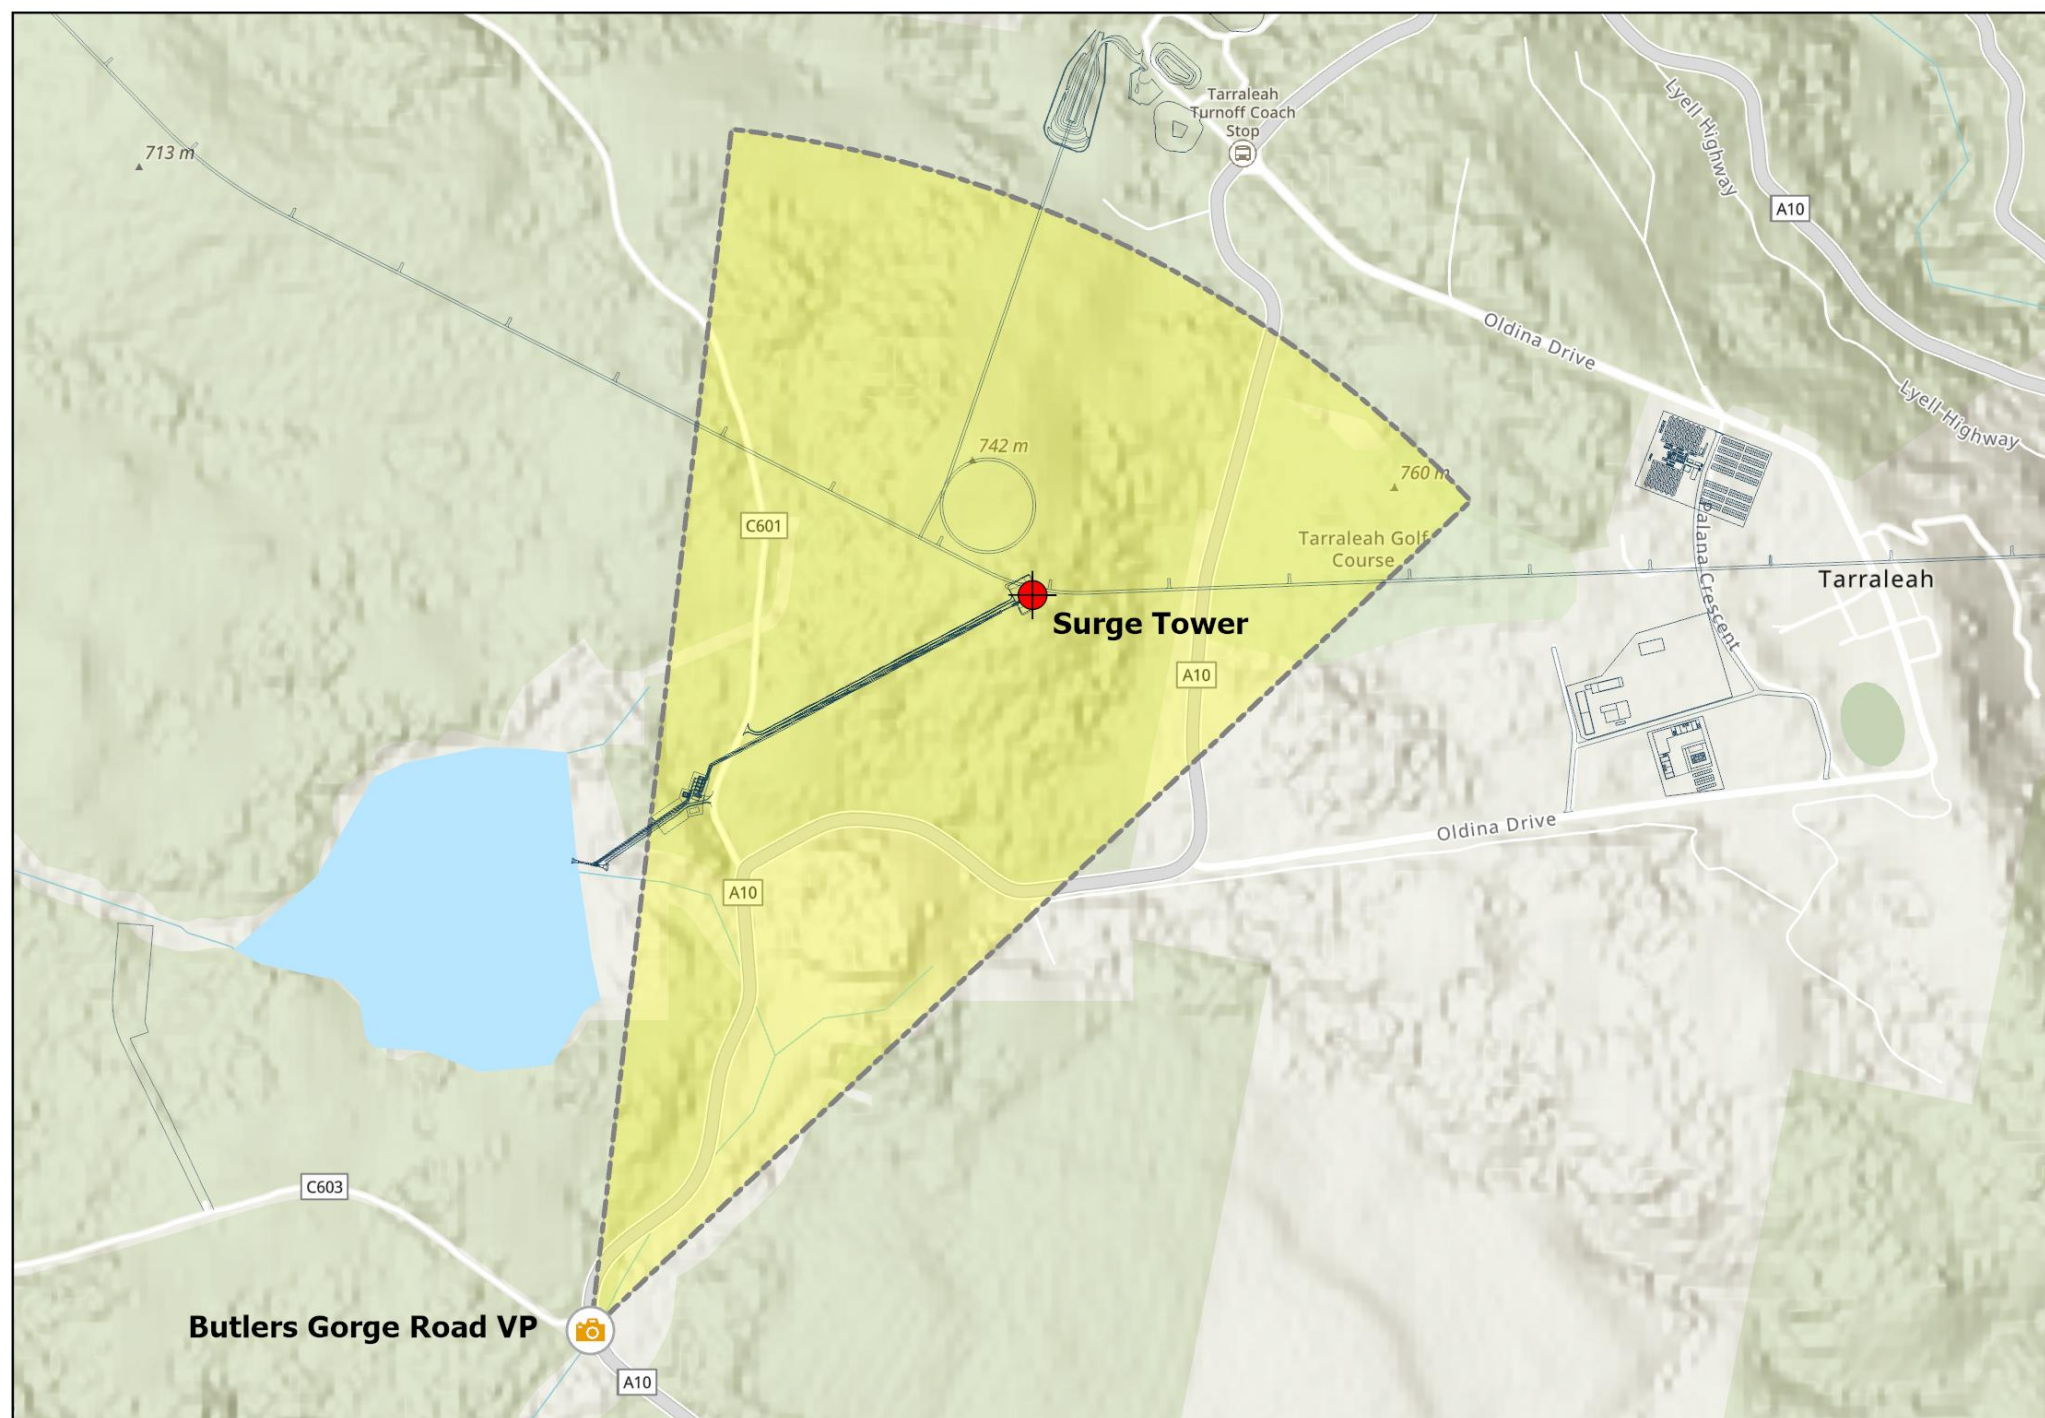 Tarraleah
Turnoff Coach
Stop
713 m
Lyell Highway
A10
Oldina Drive
Lyell Highway
742 m
760 m
C601
Tarraleah Golf
Course
Palana Crescent
Tarraleah
Surge Tower
A10
Oldina Drive
A10
C603
Butlers Gorge Road VP
A10